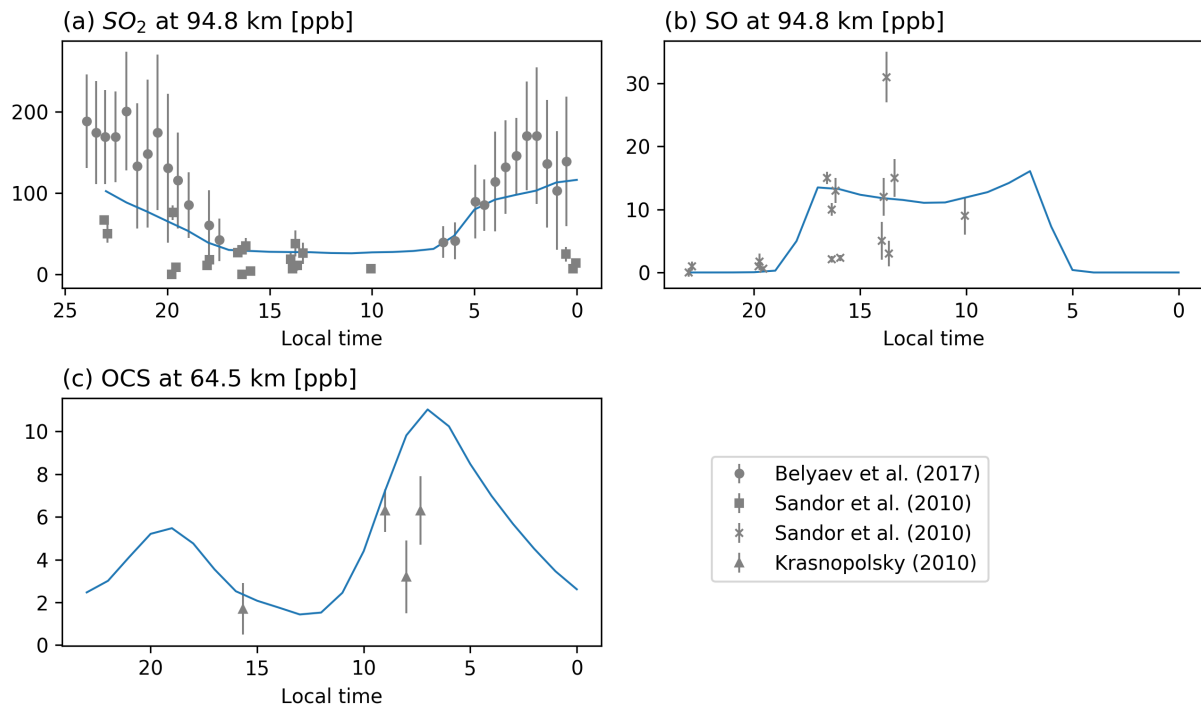 (a) SO₂ at 94.8 km [ppb]
200
100
0
25 20 15 10 5 0
Local time
(b) SO at 94.8 km [ppb]
30
20
10
0
20 15 10 5 0
Local time
(c) OCS at 64.5 km [ppb]
10
8
6
4
2
0
20 15 10 5 0
Local time
Belyaev et al. (2017)
Sandor et al. (2010)
Sandor et al. (2010)
Krasnopolsky (2010)